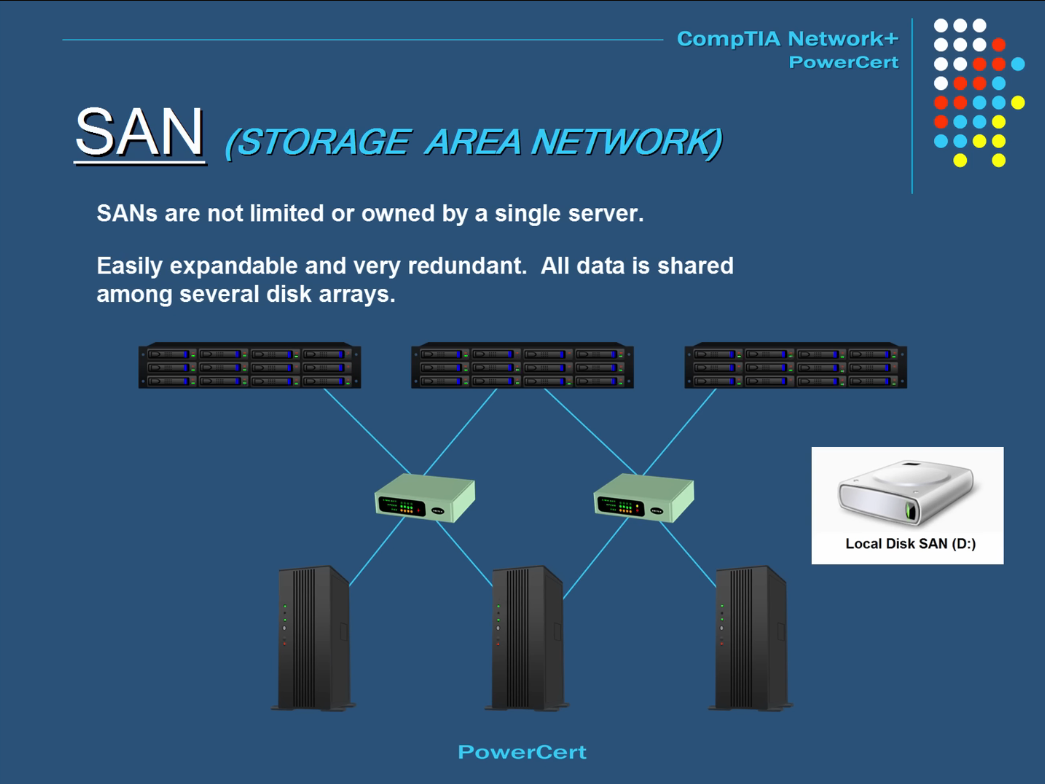 CompTIA Network+
PowerCert
SAN (STORAGE AREA NETWORK)
SANs are not limited or owned by a single server.
Easily expandable and very redundant. All data is shared
among several disk arrays.
Local Disk SAN (D:)
PowerCert